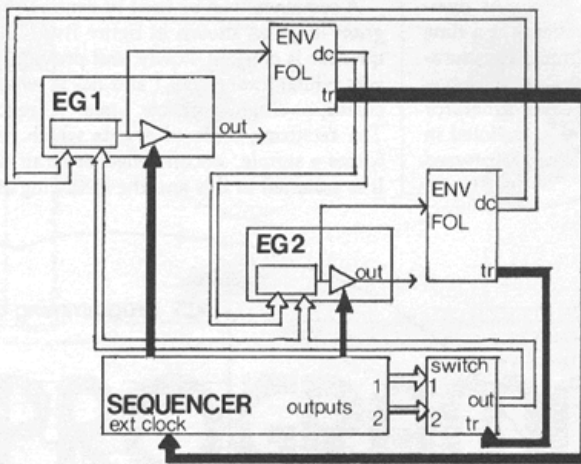 ENV
dc
FOL
tr
EG1
out
ENV
dc
FOL
tr
EG2
out
switch
1
1
SEQUENCER
outputs
out
2
2
ext clock
tr